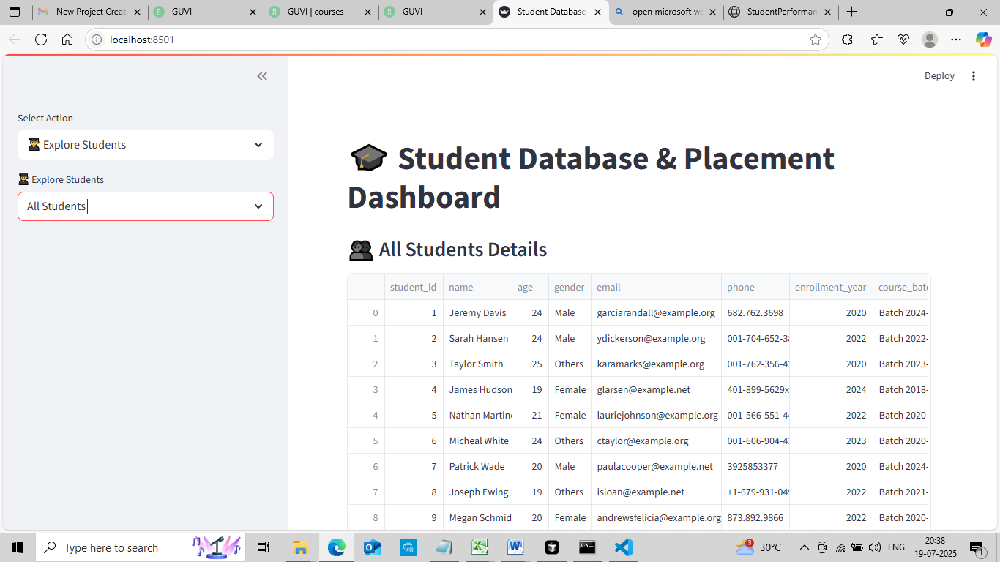 New Project Creat
GUVI
GUVI | courses
GUVI
Student Database
open microsoft wo
StudentPerforman
localhost:8501
Deploy
Select Action
Explore Students
Explore Students
All Students
🎓 Student Database & Placement
Dashboard
👥 All Students Details
student_id name age gender email phone enrollment_year course_batc
0 1 Jeremy Davis 24 Male garciarandall@example.org 682.762.3698 2020 Batch 2024-
1 2 Sarah Hansen 24 Male ydickerson@example.org 001-704-652-38 2022 Batch 2022-
2 3 Taylor Smith 25 Others karamarks@example.org 001-762-356-42 2020 Batch 2023-
3 4 James Hudson 19 Female glarsen@example.net 401-899-5629x 2024 Batch 2018-
4 5 Nathan Martin 21 Female lauriejohnson@example.org 001-566-551-44 2022 Batch 2020-
5 6 Micheal White 24 Others ctaylor@example.org 001-606-904-42 2023 Batch 2020-
6 7 Patrick Wade 20 Male paulacooper@example.net 3925853377 2020 Batch 2024-
7 8 Joseph Ewing 19 Others isloan@example.net +1-679-931-049 2022 Batch 2021-
8 9 Megan Schmid 20 Female andrewsfelicia@example.org 873.892.9866 2022 Batch 2020-
Type here to search
3
30°C
ENG
20:38
19-07-2025
1